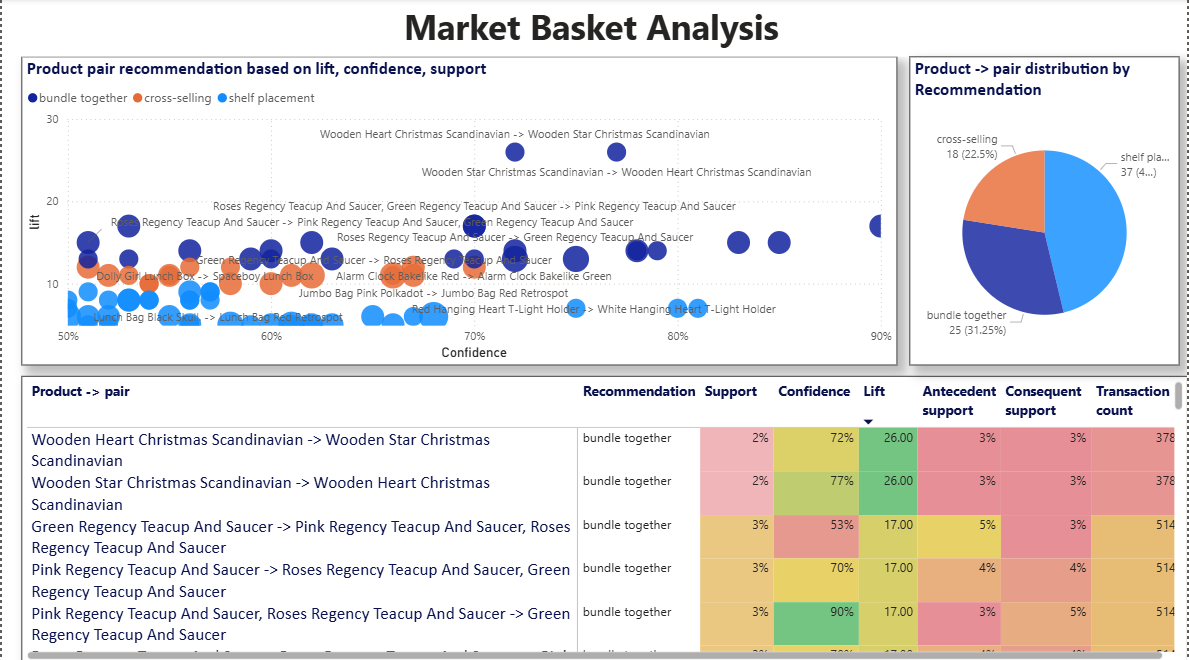 Market Basket Analysis
Product pair recommendation based on lift, confidence, support
bundle together cross-selling shelf placement
30
Wooden Heart Christmas Scandinavian -> Wooden Star Christmas Scandinavian
Wooden Star Christmas Scandinavian -> Wooden Heart Christmas Scandinavian
20
Roses Regency Teacup And Saucer, Green Regency Teacup And Saucer -> Pink Regency Teacup And Saucer
Roses Regency Teacup And Saucer -> Pink Regency Teacup And Saucer, Green Regency Teacup And Saucer
lift
Roses Regency Teacup And Saucer -> Green Regency Teacup And Saucer
Green Regency Teacup And Saucer -> Roses Regency Teacup And Saucer
Dolly Girl Lunch Box -> Spaceboy Lunch Box
Alarm Clock Bakelike Red -> Alarm Clock Bakelike Green
10
Jumbo Bag Pink Polkadot -> Jumbo Bag Red Retrospot
Red Hanging Heart T-Light Holder -> White Hanging Heart T-Light Holder
Lunch Bag Black Skull. -> Lunch Bag Red Retrospot
50% 60% 70% 80% 90%
Confidence
Product -> pair distribution by
Recommendation
cross-selling
18 (22.5%)
shelf pla...
37 (4...)
bundle together
25 (31.25%)
Product -> pair Recommendation Support Confidence Lift Antecedent support Consequent support Transaction count
Wooden Heart Christmas Scandinavian -> Wooden Star Christmas
Scandinavian
bundle together 2% 72% 26.00 3% 3% 378
Wooden Star Christmas Scandinavian -> Wooden Heart Christmas
Scandinavian
bundle together 2% 77% 26.00 3% 3% 378
Green Regency Teacup And Saucer -> Pink Regency Teacup And Saucer, Roses
Regency Teacup And Saucer
bundle together 3% 53% 17.00 5% 3% 514
Pink Regency Teacup And Saucer -> Roses Regency Teacup And Saucer, Green
Regency Teacup And Saucer
bundle together 3% 70% 17.00 4% 4% 514
Pink Regency Teacup And Saucer, Roses Regency Teacup And Saucer -> Green
Regency Teacup And Saucer
bundle together 3% 90% 17.00 3% 5% 514